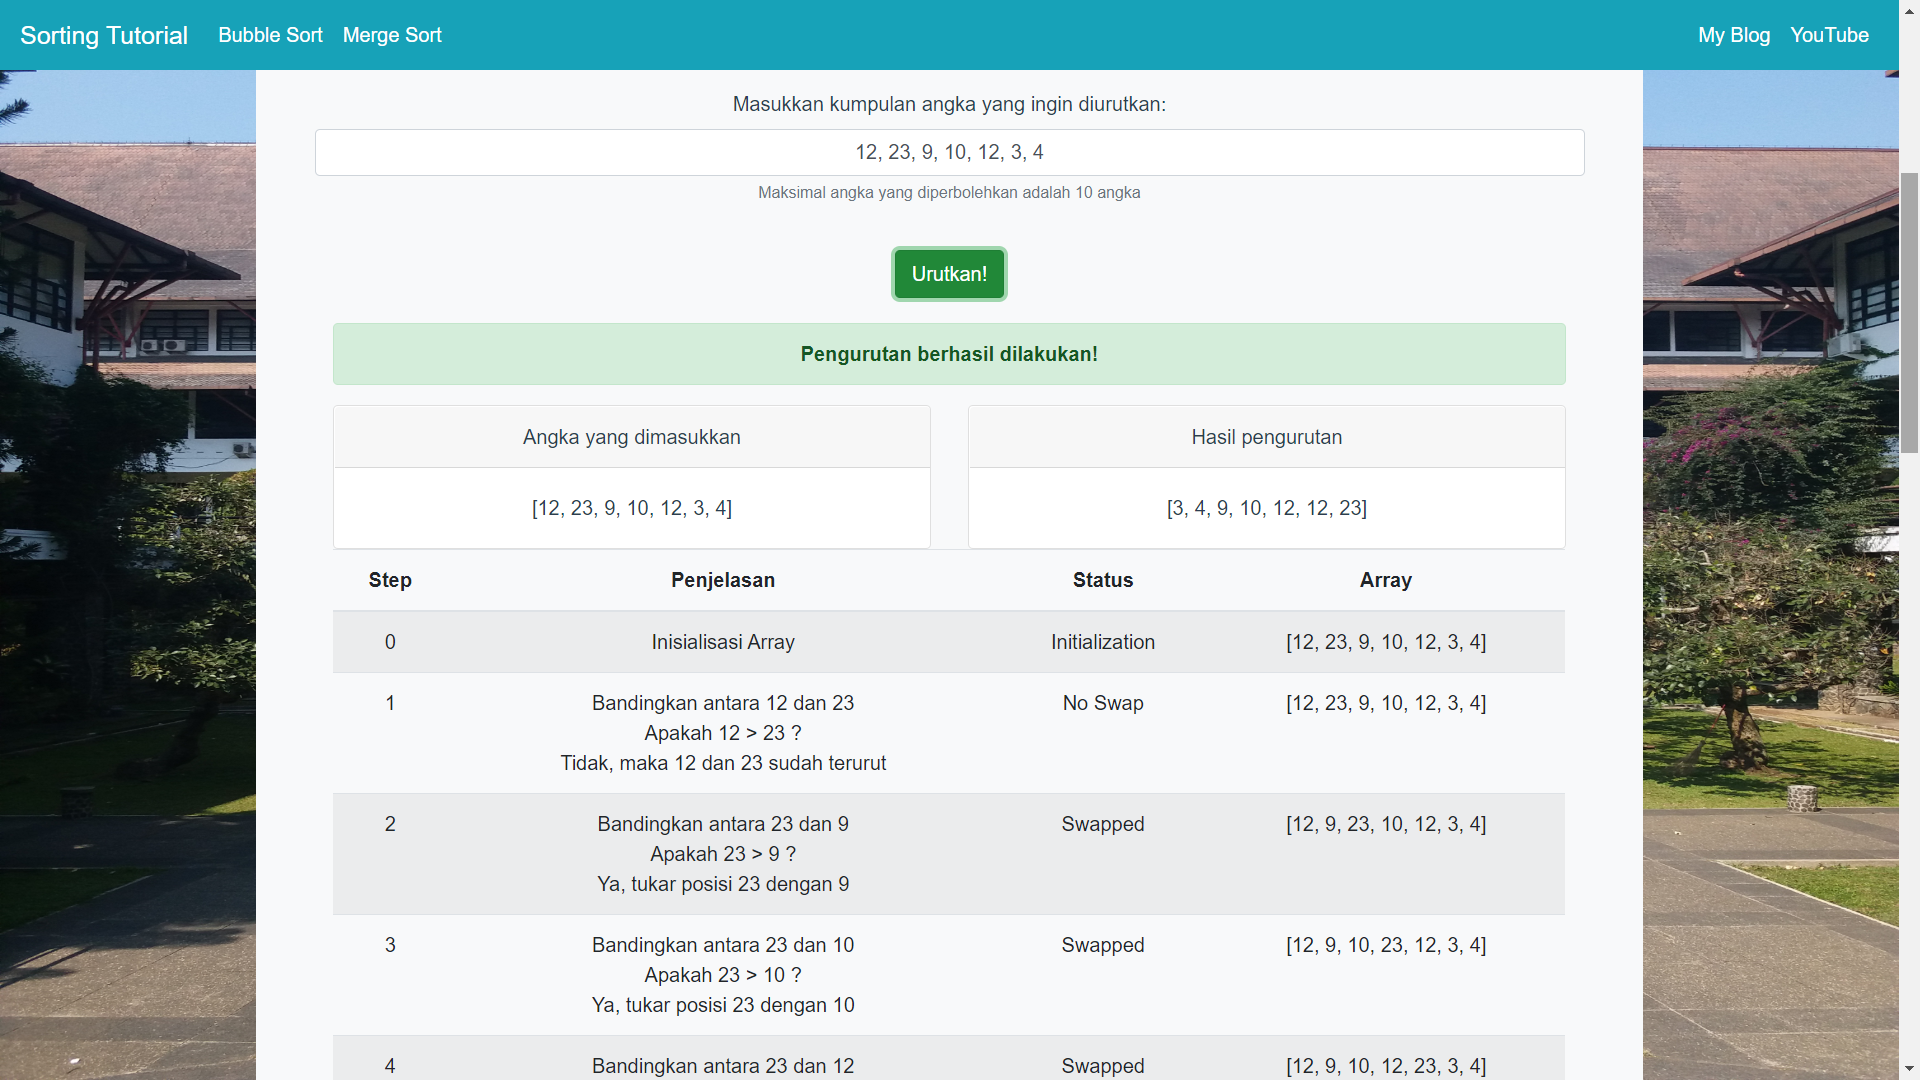 Sorting Tutorial Bubble Sort Merge Sort My Blog YouTube
Masukkan kumpulan angka yang ingin diurutkan:
12, 23, 9, 10, 12, 3, 4
Maksimal angka yang diperbolehkan adalah 10 angka
Urutkan!
Pengurutan berhasil dilakukan!
Angka yang dimasukkan
[12, 23, 9, 10, 12, 3, 4]
Hasil pengurutan
[3, 4, 9, 10, 12, 12, 23]
Step Penjelasan Status Array
0 Inisialisasi Array Initialization [12, 23, 9, 10, 12, 3, 4]
1 Bandingkan antara 12 dan 23 No Swap [12, 23, 9, 10, 12, 3, 4]
Apakah 12 > 23 ?
Tidak, maka 12 dan 23 sudah terurut
2 Bandingkan antara 23 dan 9 Swapped [12, 9, 23, 10, 12, 3, 4]
Apakah 23 > 9 ?
Ya, tukar posisi 23 dengan 9
3 Bandingkan antara 23 dan 10 Swapped [12, 9, 10, 23, 12, 3, 4]
Apakah 23 > 10 ?
Ya, tukar posisi 23 dengan 10
4 Bandingkan antara 23 dan 12 Swapped [12, 9, 10, 12, 23, 3, 4]